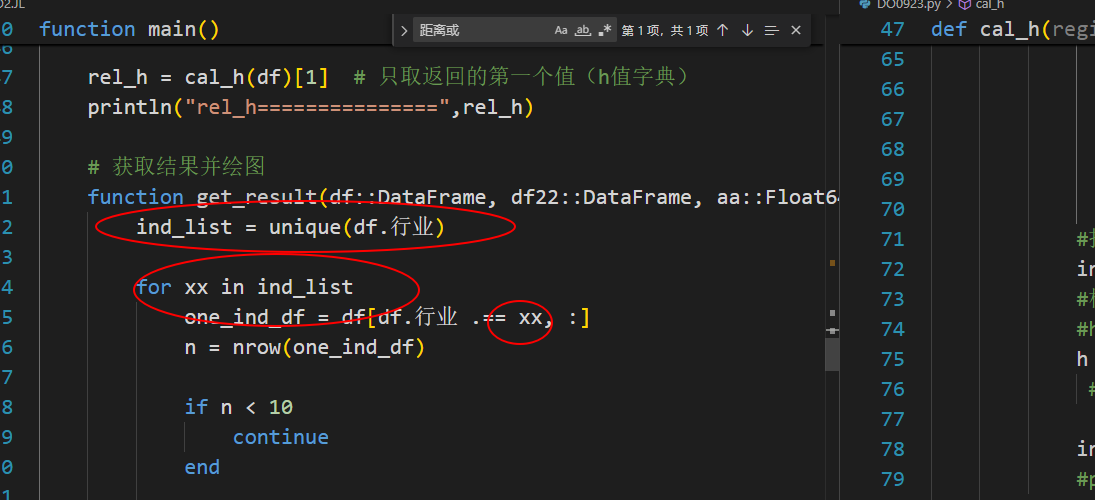 D2.JL
DO0923.py > cal_h
0 function main()
距离或 Aa ab .* 第1项, 共1项
47 def cal_h(regi
7 rel_h = cal_h(df)[1]  # 只取返回的第一个值（h值字典）
8 println("rel_h===============",rel_h)
9
0 # 获取结果并绘图
1 function get_result(df::DataFrame, df22::DataFrame, aa::Float64
2 ind_list = unique(df.行业)
3
4 for xx in ind_list
5 one_ind_df = df[df.行业 .== xx, :]
6 n = nrow(one_ind_df)
7
8 if n < 10
9 continue
0 end
1
65
66
67
68
69
70
71
72 in
73 #
74 #h
75 h
76 #
77
78 in
79 #p